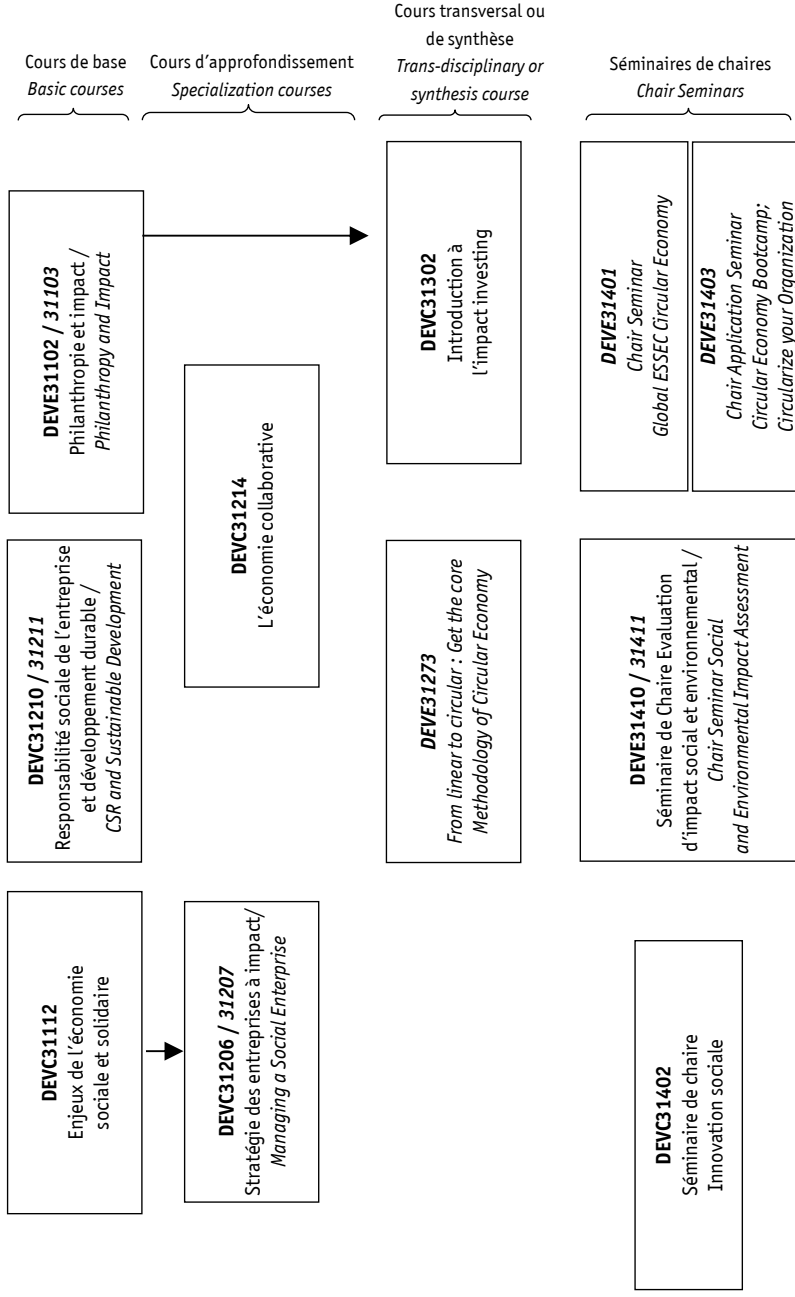 Cours de base
Basic courses
Cours d'approfondissement
Specialization courses
Cours transversal ou
de synthèse
Trans-disciplinary or
synthesis course
Séminaires de chaires
Chair Seminars
DEVE31102 / 31103
Philanthropie et impact /
Philanthropy and Impact
DEVC31210 / 31211
Responsabilité sociale de l'entreprise
et développement durable /
CSR and Sustainable Development
DEVC31112
Enjeux de l'économie
sociale et solidaire
DEVC31214
L'économie collaborative
DEVC31206 / 31207
Stratégie des entreprises à impact/
Managing a Social Enterprise
DEVC31302
Introduction à
l'impact investing
DEVE31273
From linear to circular : Get the core
Methodology of Circular Economy
DEVE31401
Chair Seminar
Global ESSEC Circular Economy
DEVE31403
Chair Application Seminar
Circular Economy Bootcamp;
Circularize your Organization
DEVE31410 / 31411
Séminaire de Chaire Evaluation
d'impact social et environnemental /
Chair Seminar Social
and Environmental Impact Assessment
DEVC31402
Séminaire de chaire
Innovation sociale